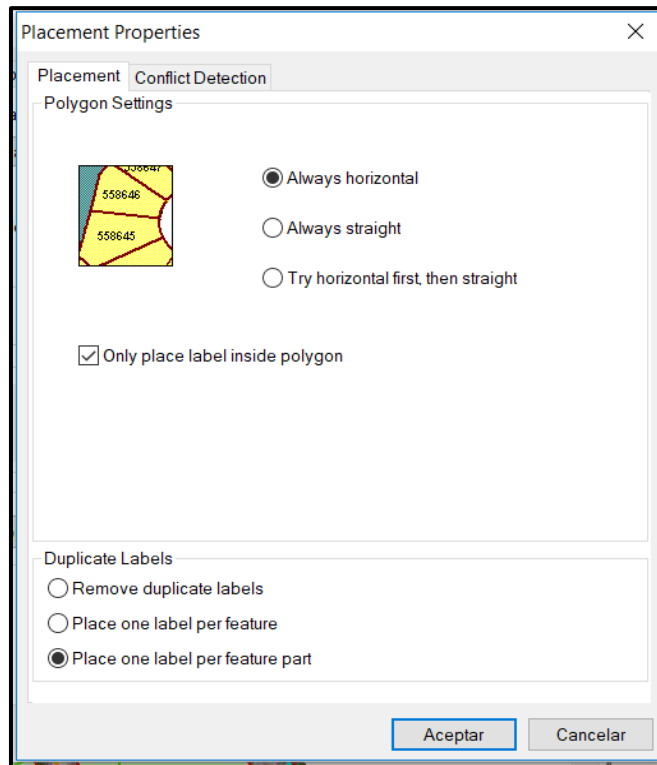 Placement Properties
Placement Conflict Detection
Polygon Settings
558647
558646
558645
Always horizontal
Always straight
Try horizontal first, then straight
Only place label inside polygon
Duplicate Labels
Remove duplicate labels
Place one label per feature
Place one label per feature part
Aceptar Cancelar